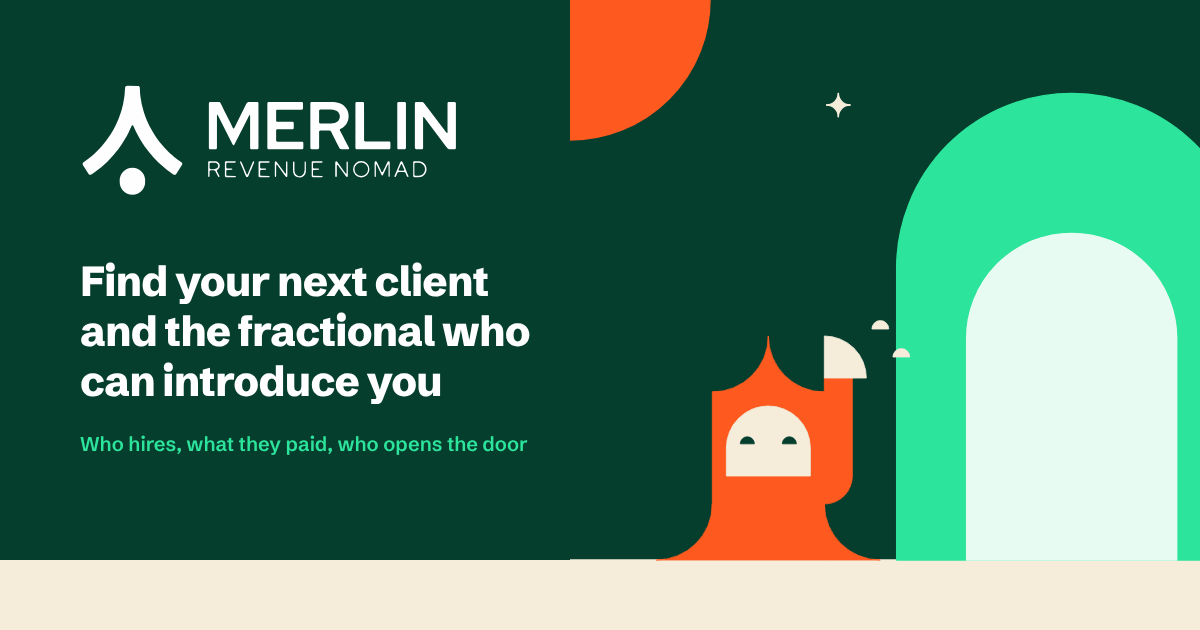 MERLIN
REVENUE NOMAD
Find your next client
and the fractional who
can introduce you
Who hires, what they paid, who opens the door